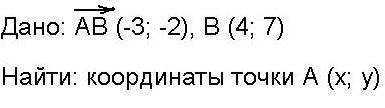 Дано: AB (-3; -2), B (4; 7)
Найти: координаты точки A (x; y)